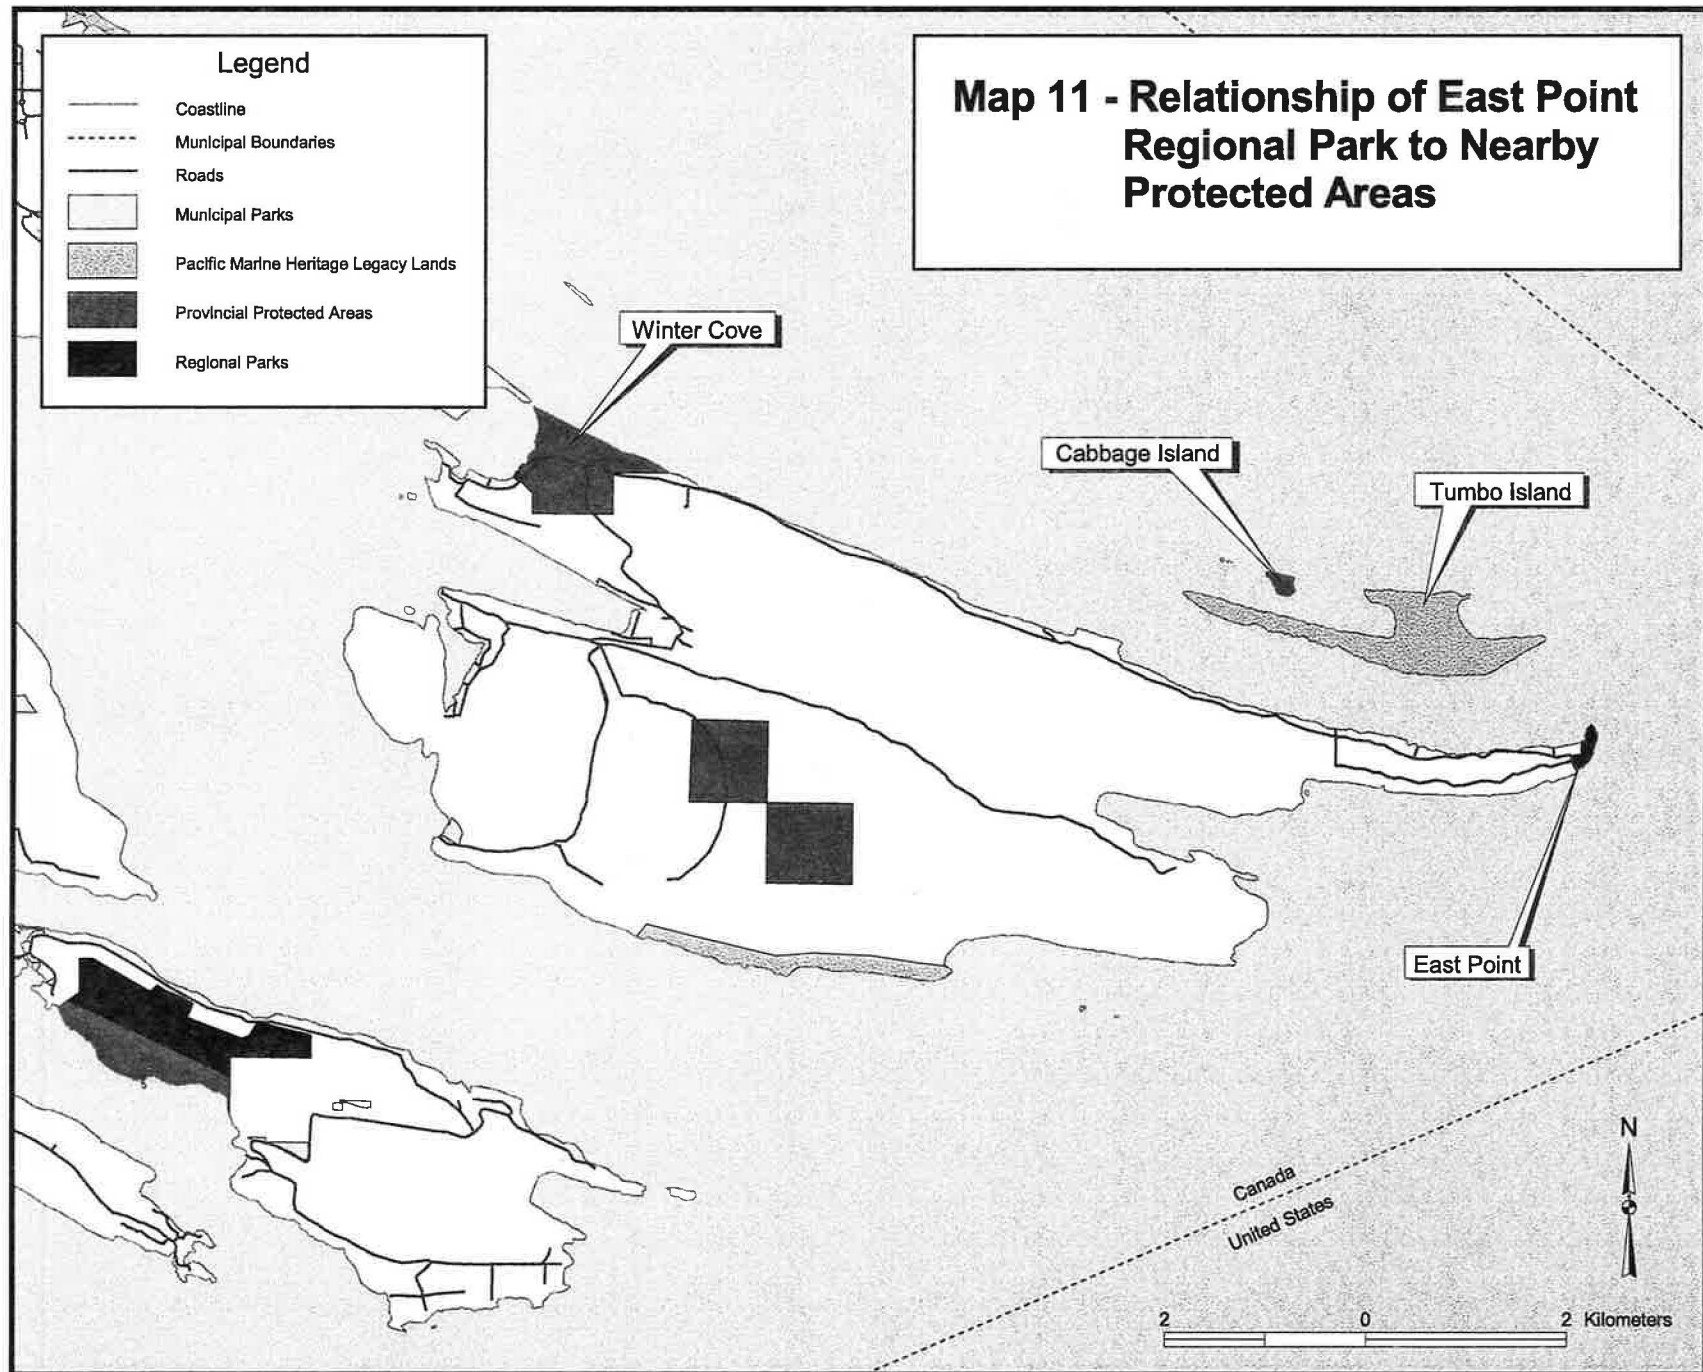 Legend
Coastline
Municipal Boundaries
Roads
Municipal Parks
Pacific Marine Heritage Legacy Lands
Provincial Protected Areas
Regional Parks
Map 11 - Relationship of East Point
Regional Park to Nearby
Protected Areas
Winter Cove
Cabbage Island
Tumbo Island
East Point
Canada
United States
N
2 0 2 Kilometers